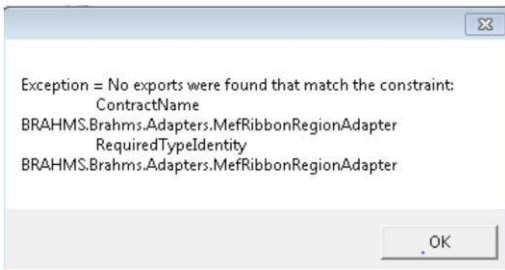 Exception = No exports were found that match the constraint:
ContractName
BRAHMS.Brahms.Adapters.MefRibbonRegionAdapter
RequiredTypeIdentity
BRAHMS.Brahms.Adapters.MefRibbonRegionAdapter
OK